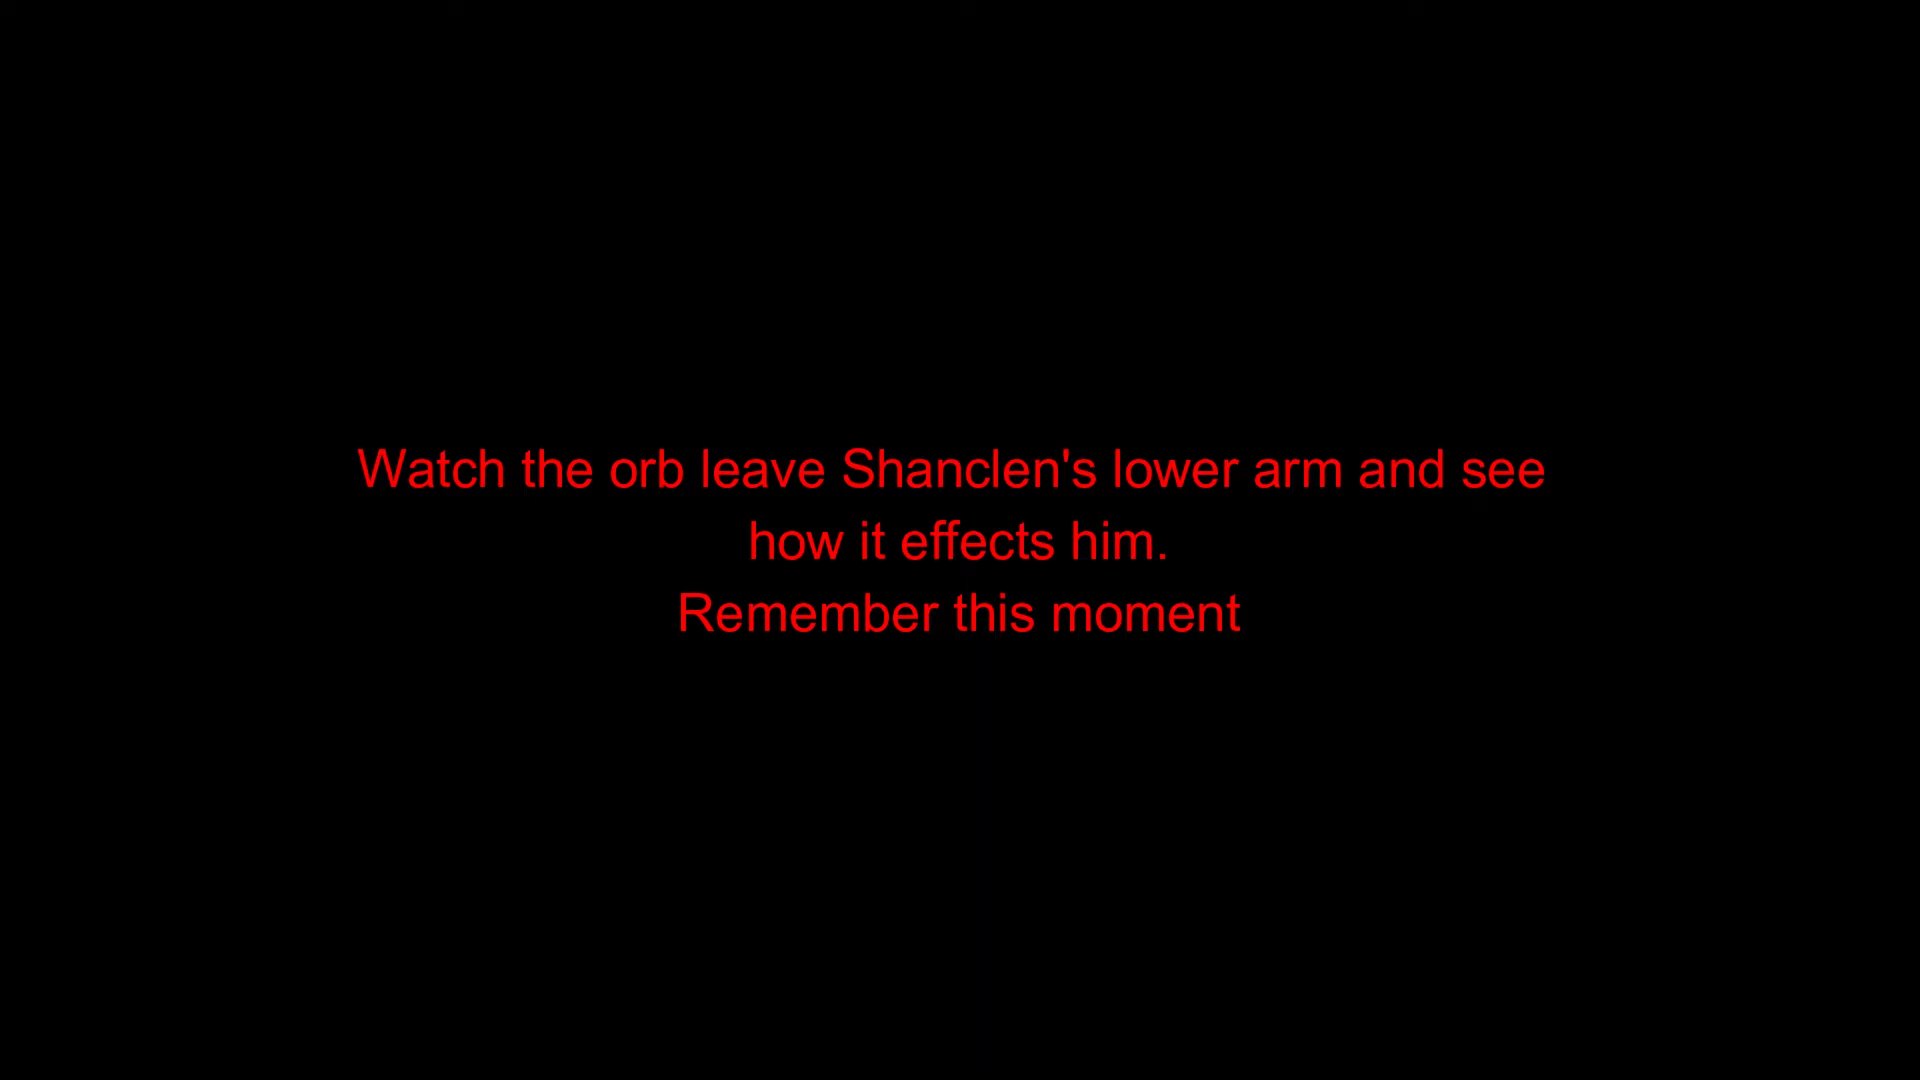 Watch the orb leave Shanclen's lower arm and see
how it effects him.
Remember this moment